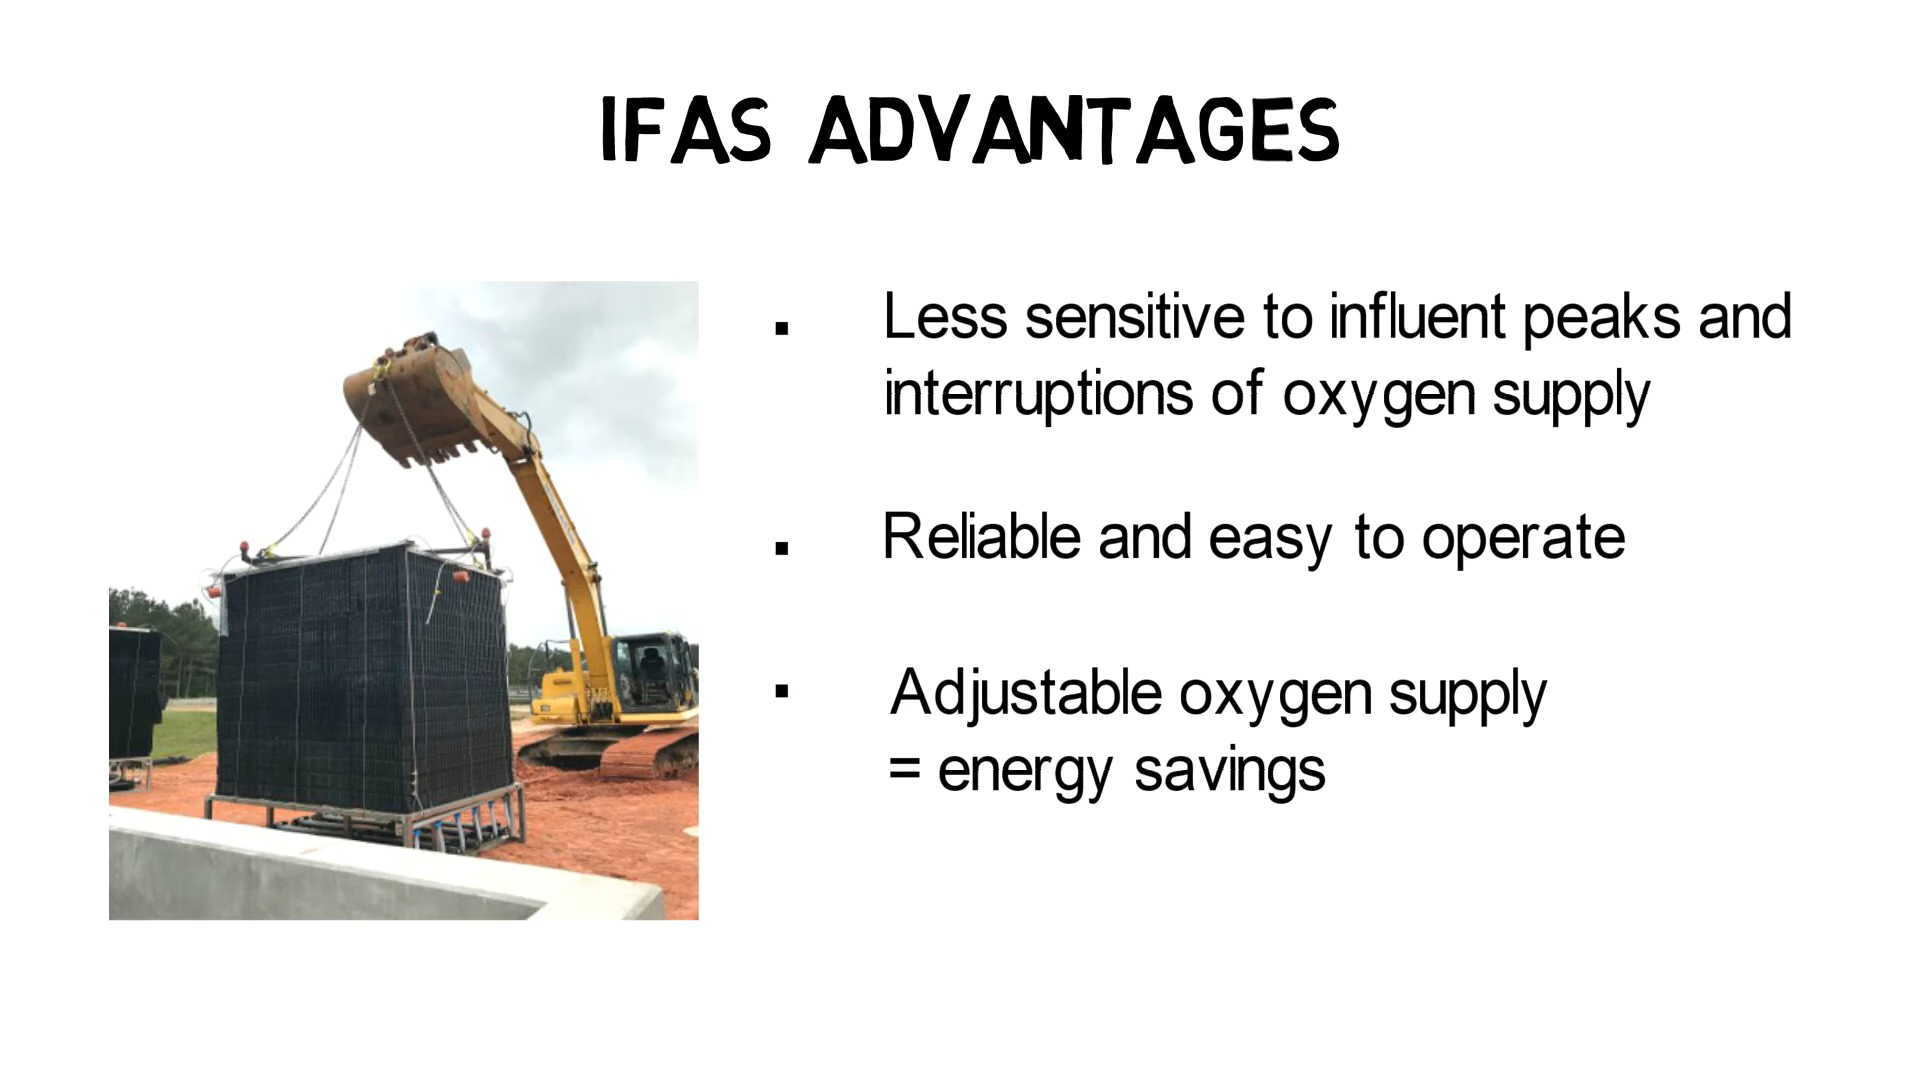 IFAS ADVANTAGES
▪ Less sensitive to influent peaks and
interruptions of oxygen supply
▪ Reliable and easy to operate
▪ Adjustable oxygen supply
= energy savings